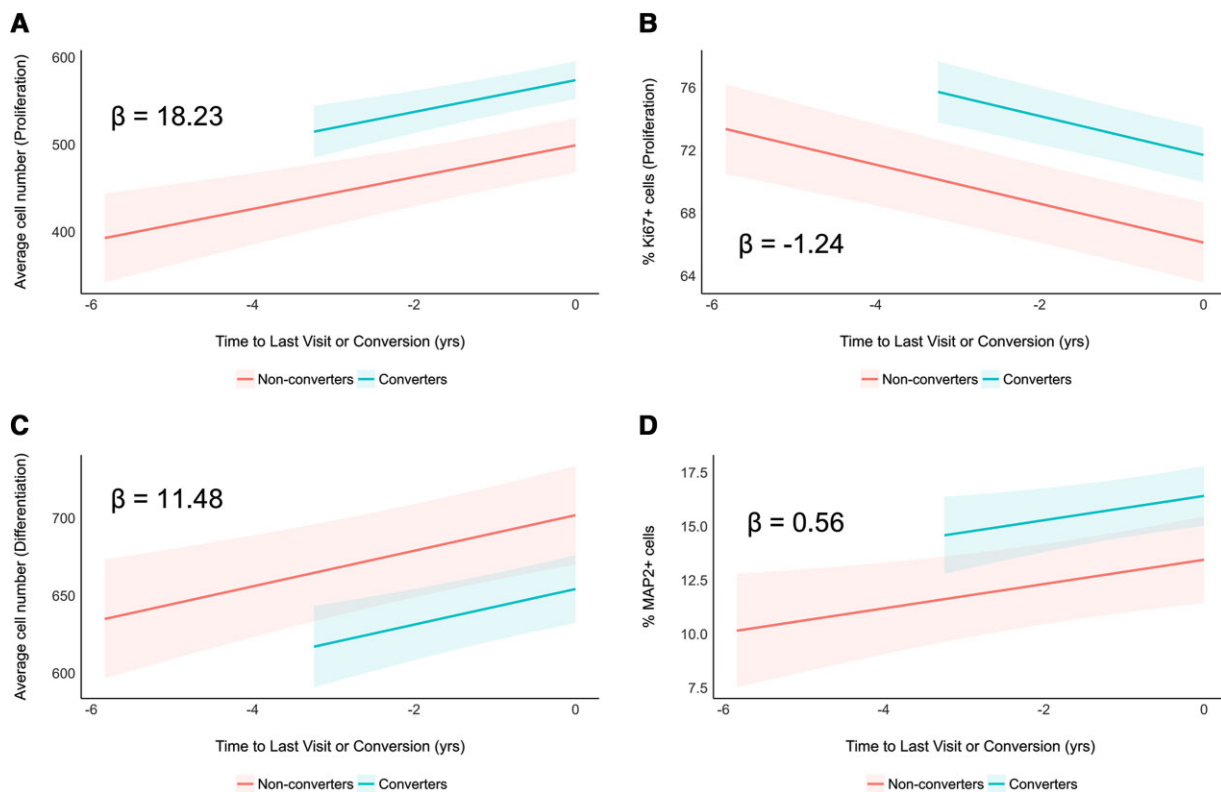 A
Average cell number (Proliferation)
600
500
400
β = 18.23
-6
-4
-2
0
Time to Last Visit or Conversion (yrs)
Non-converters Converters
B
% Ki67+ cells (Proliferation)
76
72
68
64
β = -1.24
-6
-4
-2
0
Time to Last Visit or Conversion (yrs)
Non-converters Converters
C
Average cell number (Differentiation)
700
650
600
β = 11.48
-6
-4
-2
0
Time to Last Visit or Conversion (yrs)
Non-converters Converters
D
% MAP2+ cells
17.5
15.0
12.5
10.0
7.5
β = 0.56
-6
-4
-2
0
Time to Last Visit or Conversion (yrs)
Non-converters Converters